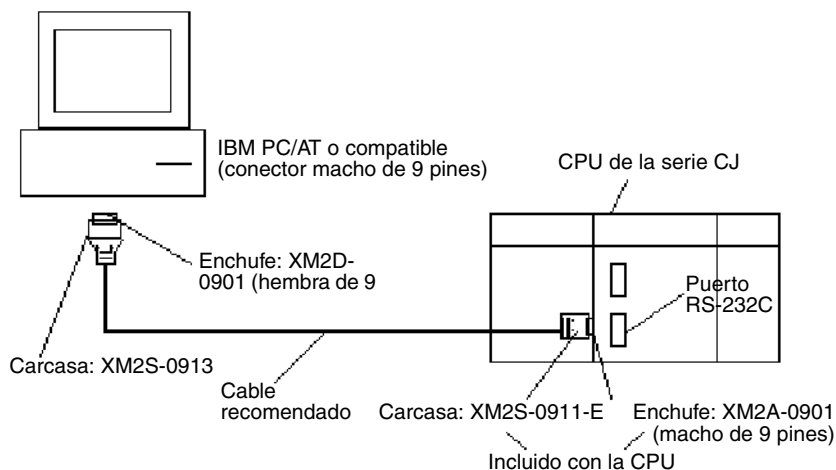 IBM PC/AT o compatible
(conector macho de 9 pines)
CPU de la serie CJ
Enchufe: XM2D-
0901 (hembra de 9
Puerto
RS-232C
Carcasa: XM2S-0913
Cable
recomendado
Carcasa: XM2S-0911-E
Enchufe: XM2A-0901
(macho de 9 pines)
Incluido con la CPU